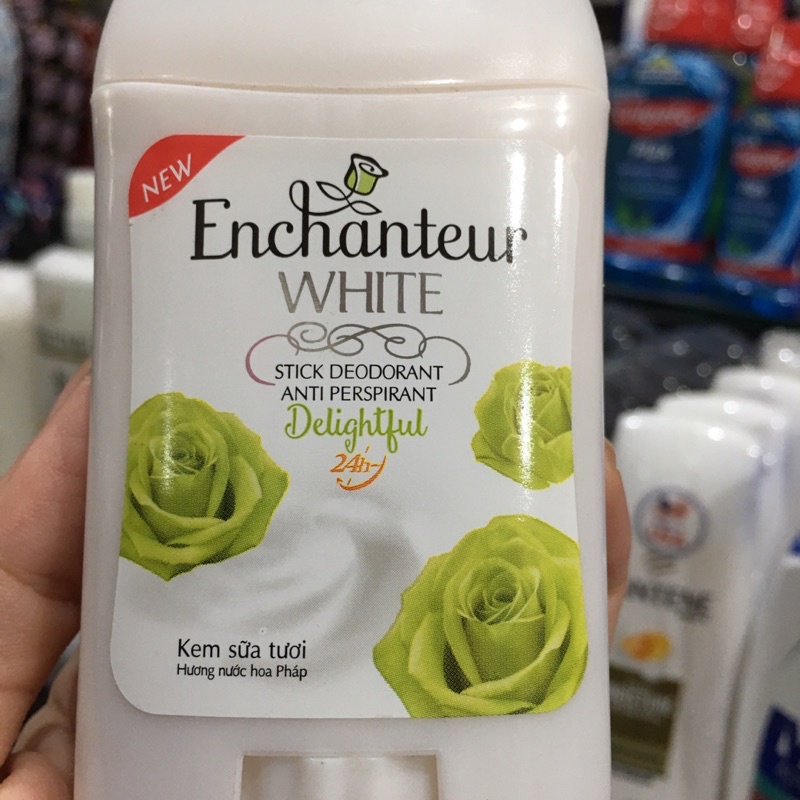 NEW
Enchanteur
WHITE
STICK DEODORANT
ANTI PERSPIRANT
Delightful
24h
Kem sữa tươi
Hương nước hoa Pháp